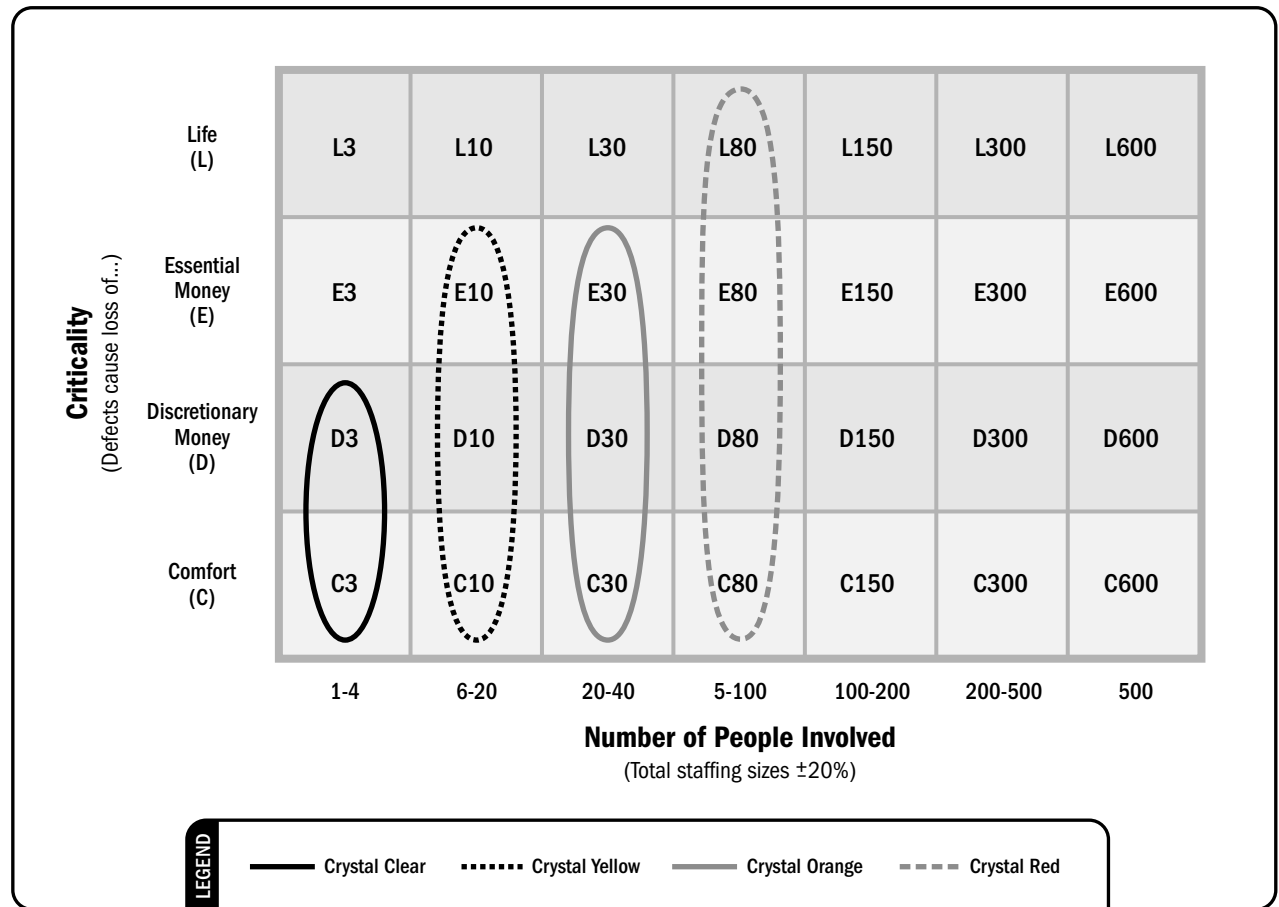 Life
(L)
L3 L10 L30 L80 L150 L300 L600
Criticality
(Defects cause loss of...)
Essential
Money
(E)
E3 E10 E30 E80 E150 E300 E600
Discretionary
Money
(D)
D3 D10 D30 D80 D150 D300 D600
Comfort
(C)
C3 C10 C30 C80 C150 C300 C600
1-4 6-20 20-40 5-100 100-200 200-500 500
Number of People Involved
(Total staffing sizes ±20%)
LEGEND
Crystal Clear Crystal Yellow Crystal Orange Crystal Red